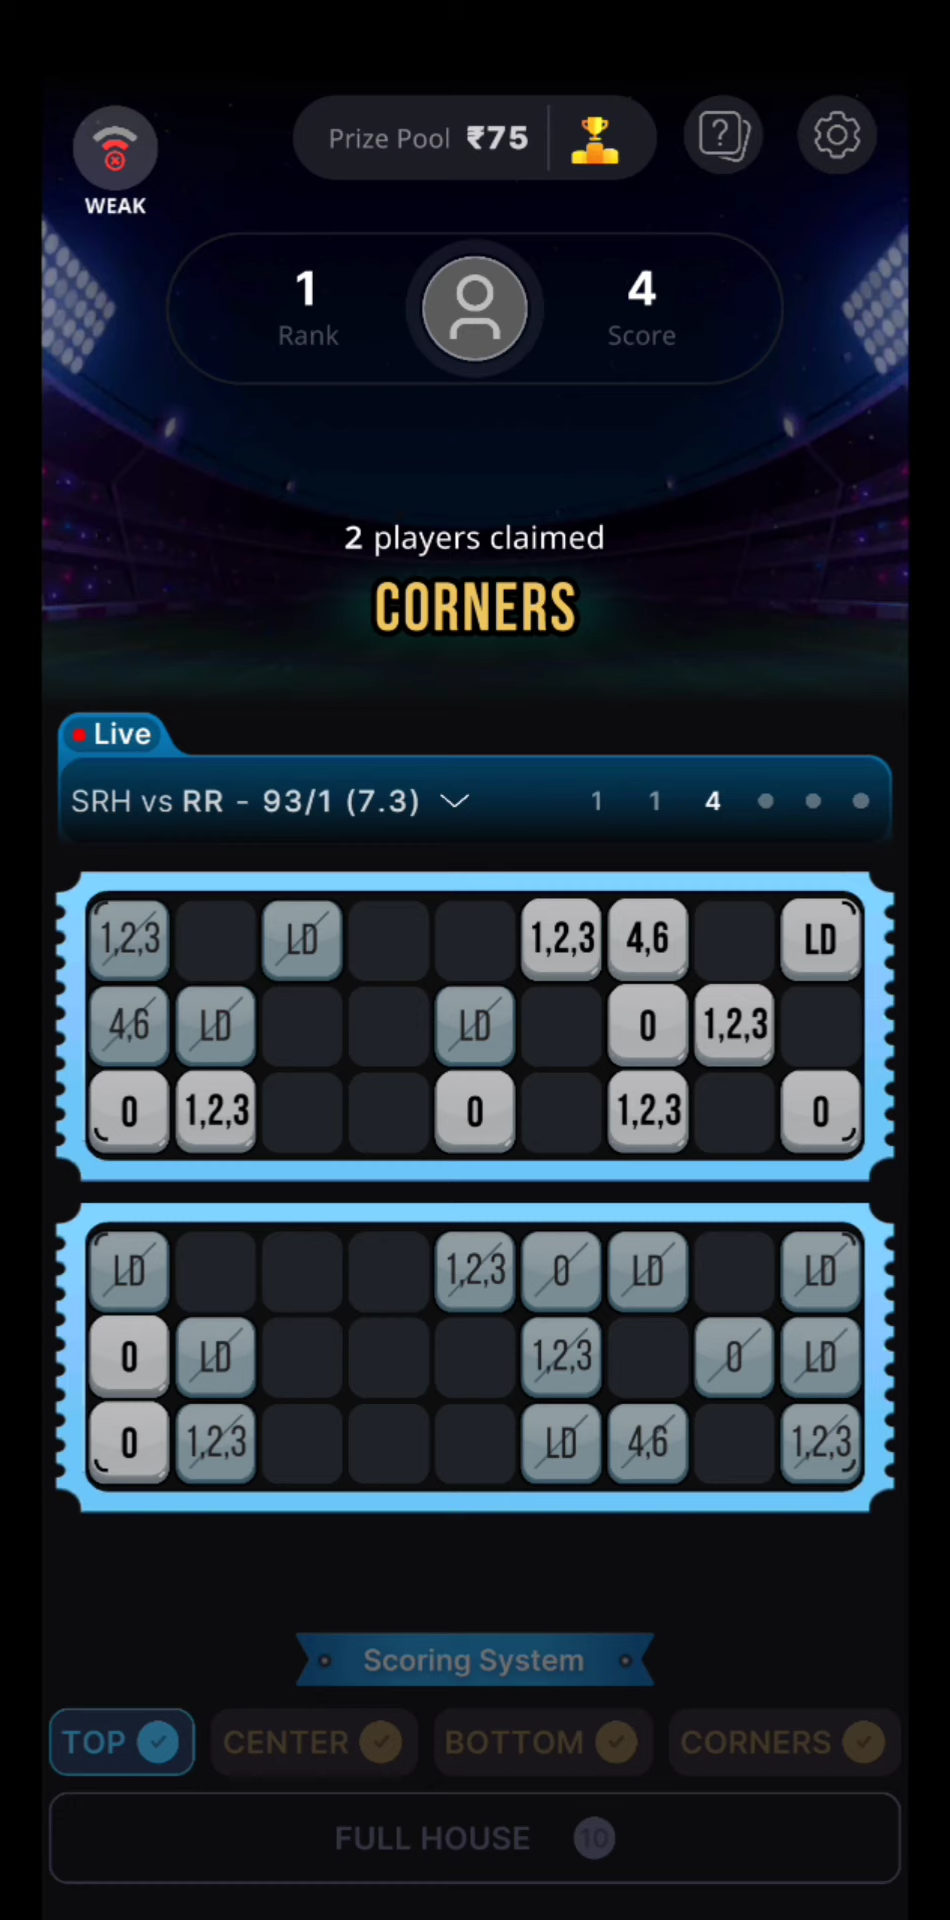 Prize Pool ₹75
?
WEAK
1
4
Rank
Score
2 players claimed
CORNERS
Live
SRH vs RR - 93/1 (7.3) 1 1 4
1,2,3 LD 1,2,3 4,6 LD
4,6 LD LD 0 1,2,3
0 1,2,3 0 1,2,3 0
LD 1,2,3 0 LD LD
0 LD 1,2,3 0 LD
0 1,2,3 LD 4,6 1,2,3
Scoring System
TOP CENTER BOTTOM CORNERS
FULL HOUSE 10